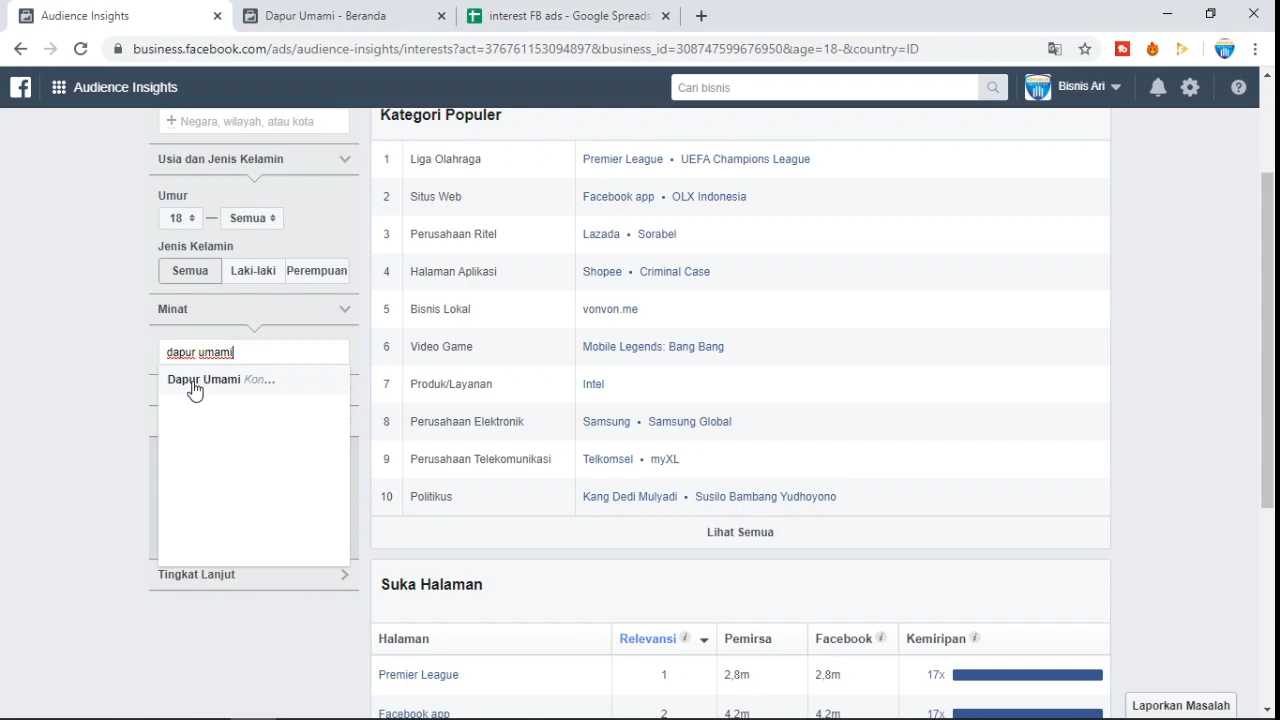 Audience Insights
Dapur Umami - Beranda
interest FB ads - Google Spreads
business.facebook.com/ads/audience-insights/interests?act=376761153094897&business_id=308747599676950&age=18-&country=ID
Audience Insights
Cari bisnis
Bisnis Ari
+ Negara, wilayah, atau kota
Kategori Populer
Usia dan Jenis Kelamin
Umur
18 — Semua
Jenis Kelamin
Semua Laki-laki Perempuan
Minat
dapur umami
Dapur Umami Kon...
Tingkat Lanjut
1 Liga Olahraga Premier League • UEFA Champions League
2 Situs Web Facebook app • OLX Indonesia
3 Perusahaan Ritel Lazada • Sorabel
4 Halaman Aplikasi Shopee • Criminal Case
5 Bisnis Lokal vonvon.me
6 Video Game Mobile Legends: Bang Bang
7 Produk/Layanan Intel
8 Perusahaan Elektronik Samsung • Samsung Global
9 Perusahaan Telekomunikasi Telkomsel • myXL
10 Politikus Kang Dedi Mulyadi • Susilo Bambang Yudhoyono
Lihat Semua
Suka Halaman
Halaman Relevansi Pemirsa Facebook Kemiripan
Premier League 1 2,8m 2,8m 17x
Facebook app 2 4,2m 4,2m 17x
Laporkan Masalah